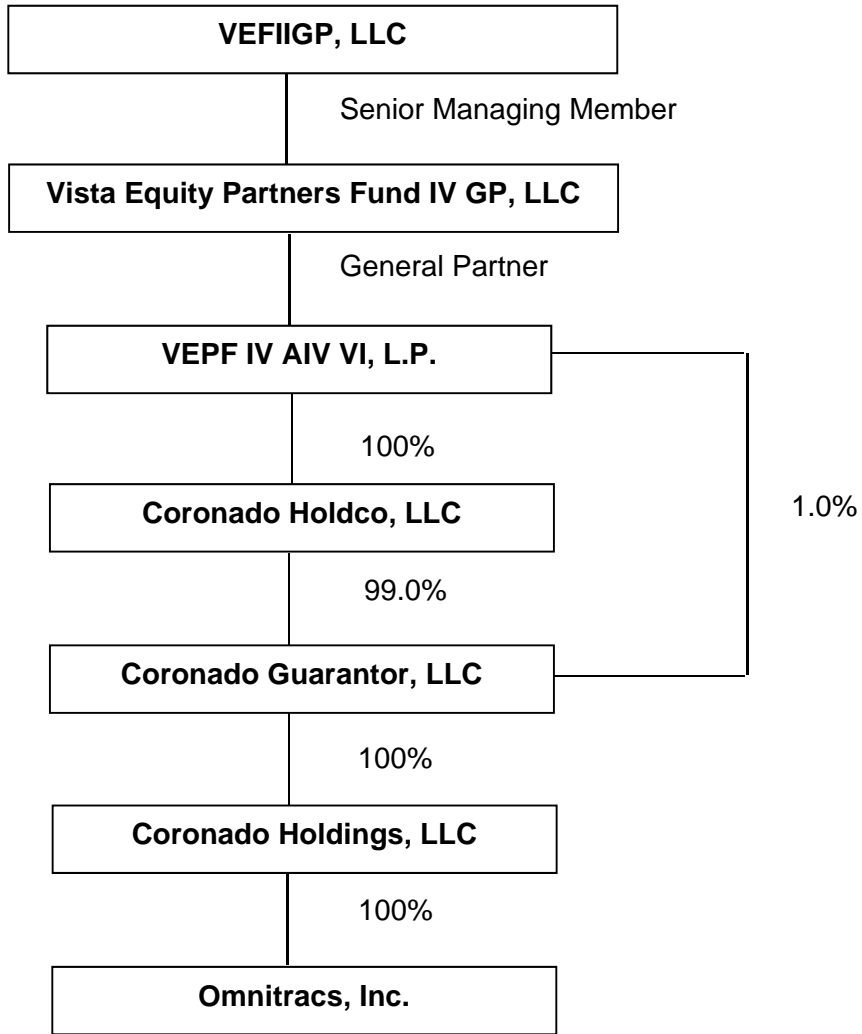 VEFIIGP, LLC
Senior Managing Member
Vista Equity Partners Fund IV GP, LLC
General Partner
VEPF IV AIV VI, L.P.
100%
Coronado Holdco, LLC
1.0%
99.0%
Coronado Guarantor, LLC
100%
Coronado Holdings, LLC
100%
Omnitracs, Inc.